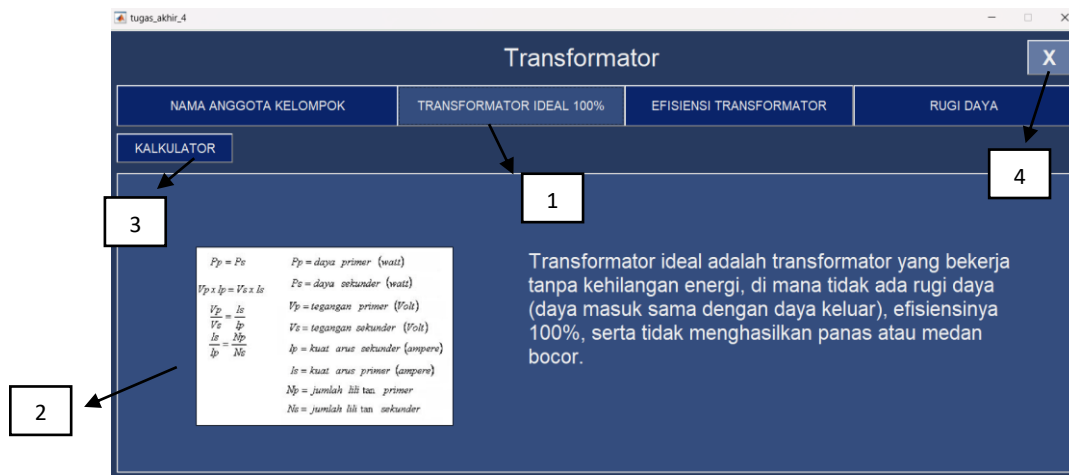 tugas_akhir_4
Transformator
X
NAMA ANGGOTA KELOMPOK
TRANSFORMATOR IDEAL 100%
EFISIENSI TRANSFORMATOR
RUGI DAYA
KALKULATOR
1
2
3
4
Pp = Ps
Vp x Ip = Vs x Is
Vp/Vs = Is/Ip
Is/Ip = Np/Ns
Pp = daya primer (watt)
Ps = daya sekunder (watt)
Vp = tegangan primer (Volt)
Vs = tegangan sekunder (Volt)
Ip = kuat arus sekunder (ampere)
Is = kuat arus primer (ampere)
Np = jumlah lili tan primer
Ns = jumlah lili tan sekunder
Transformator ideal adalah transformator yang bekerja
tanpa kehilangan energi, di mana tidak ada rugi daya
(daya masuk sama dengan daya keluar), efisiensinya
100%, serta tidak menghasilkan panas atau medan
bocor.